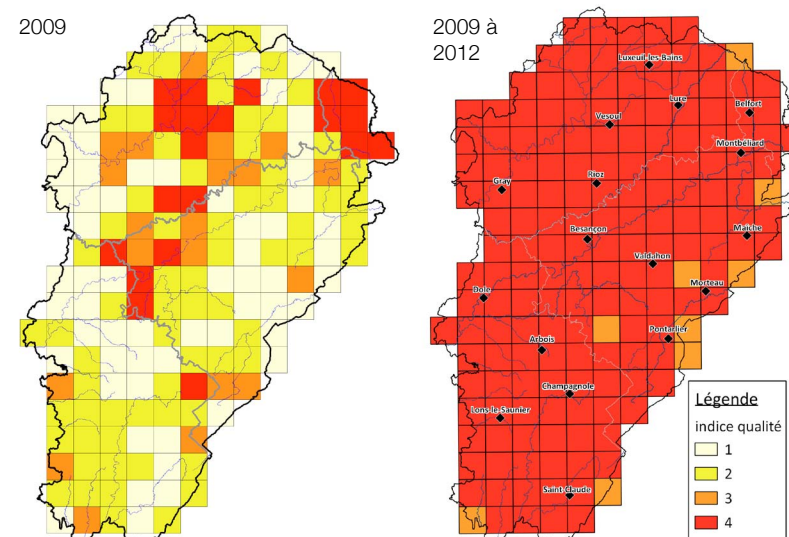 2009
2009 à
2012
Luxeuil-les-Bains
Lure
Belfort
Vesoul
Montbéliard
Rioz
Gray
Besançon
Maîche
Valdahon
Morteau
Dole
Pontarlier
Arbois
Champagnole
Lons-le-Saunier
Saint-Claude
Légende
indice qualité
1
2
3
4